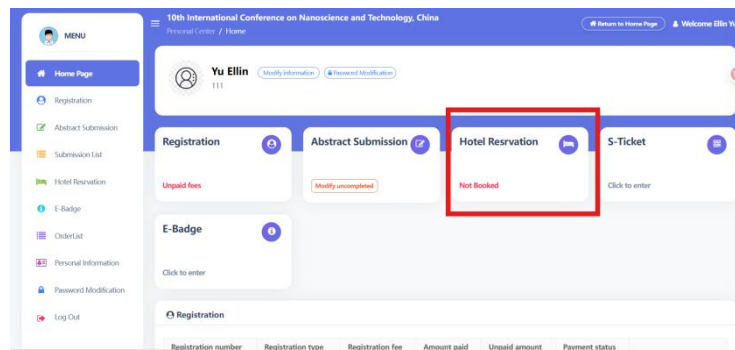 10th International Conference on Nanoscience and Technology, China
Personal Center / Home
Return to Home Page
Welcome Ellin Yu
MENU
Home Page
Registration
Abstract Submission
Submission List
Hotel Resrvation
E-Badge
OrderList
Personal Information
Password Modification
Log Out
Yu Ellin
Modify information
Password Modification
111
Registration
Unpaid fees
Abstract Submission
Modify uncompleted
Hotel Resrvation
Not Booked
S-Ticket
Click to enter
E-Badge
Click to enter
Registration
Registration number Registration type Registration fee Amount paid Unpaid amount Payment status